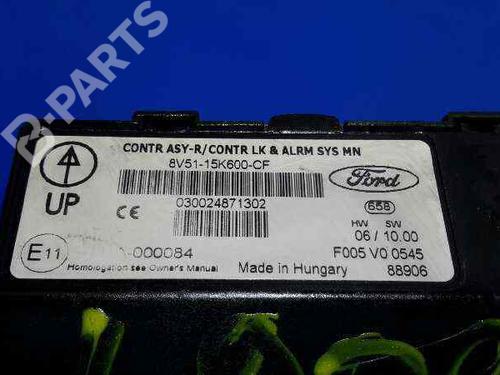 B-PARTS
CONTR ASY-R/CONTR LK & ALRM SYS MN
8V51-15K600-CF
Ford
UP
CE
030024871302
658
HW SW
06 / 10.00
E11
-000084
F005 V0 0545
Homologation see Owner's Manual
Made in Hungary
88906